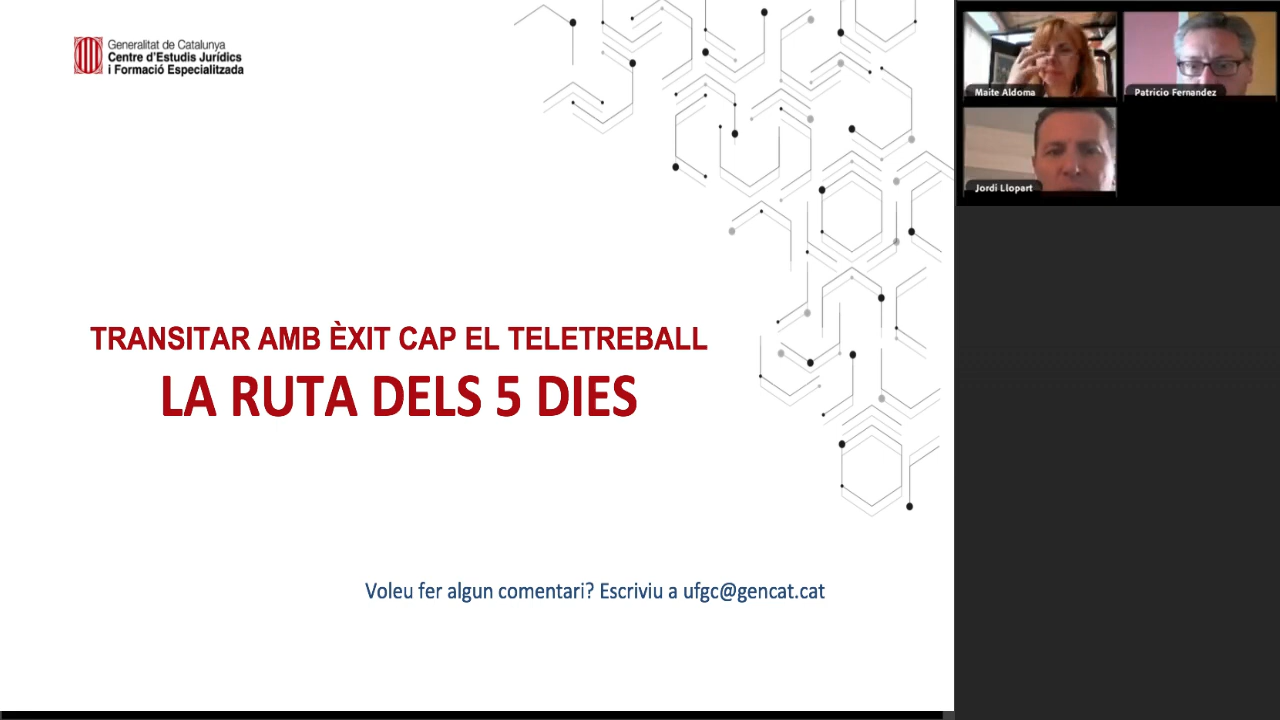 Generalitat de Catalunya
Centre d'Estudis Jurídics
i Formació Especialitzada
TRANSITAR AMB ÈXIT CAP EL TELETREBALL
LA RUTA DELS 5 DIES
Voleu fer algun comentari? Escriviu a ufgc@gencat.cat
Maite Aldoma
Patricio Fernandez
Jordi Llopart